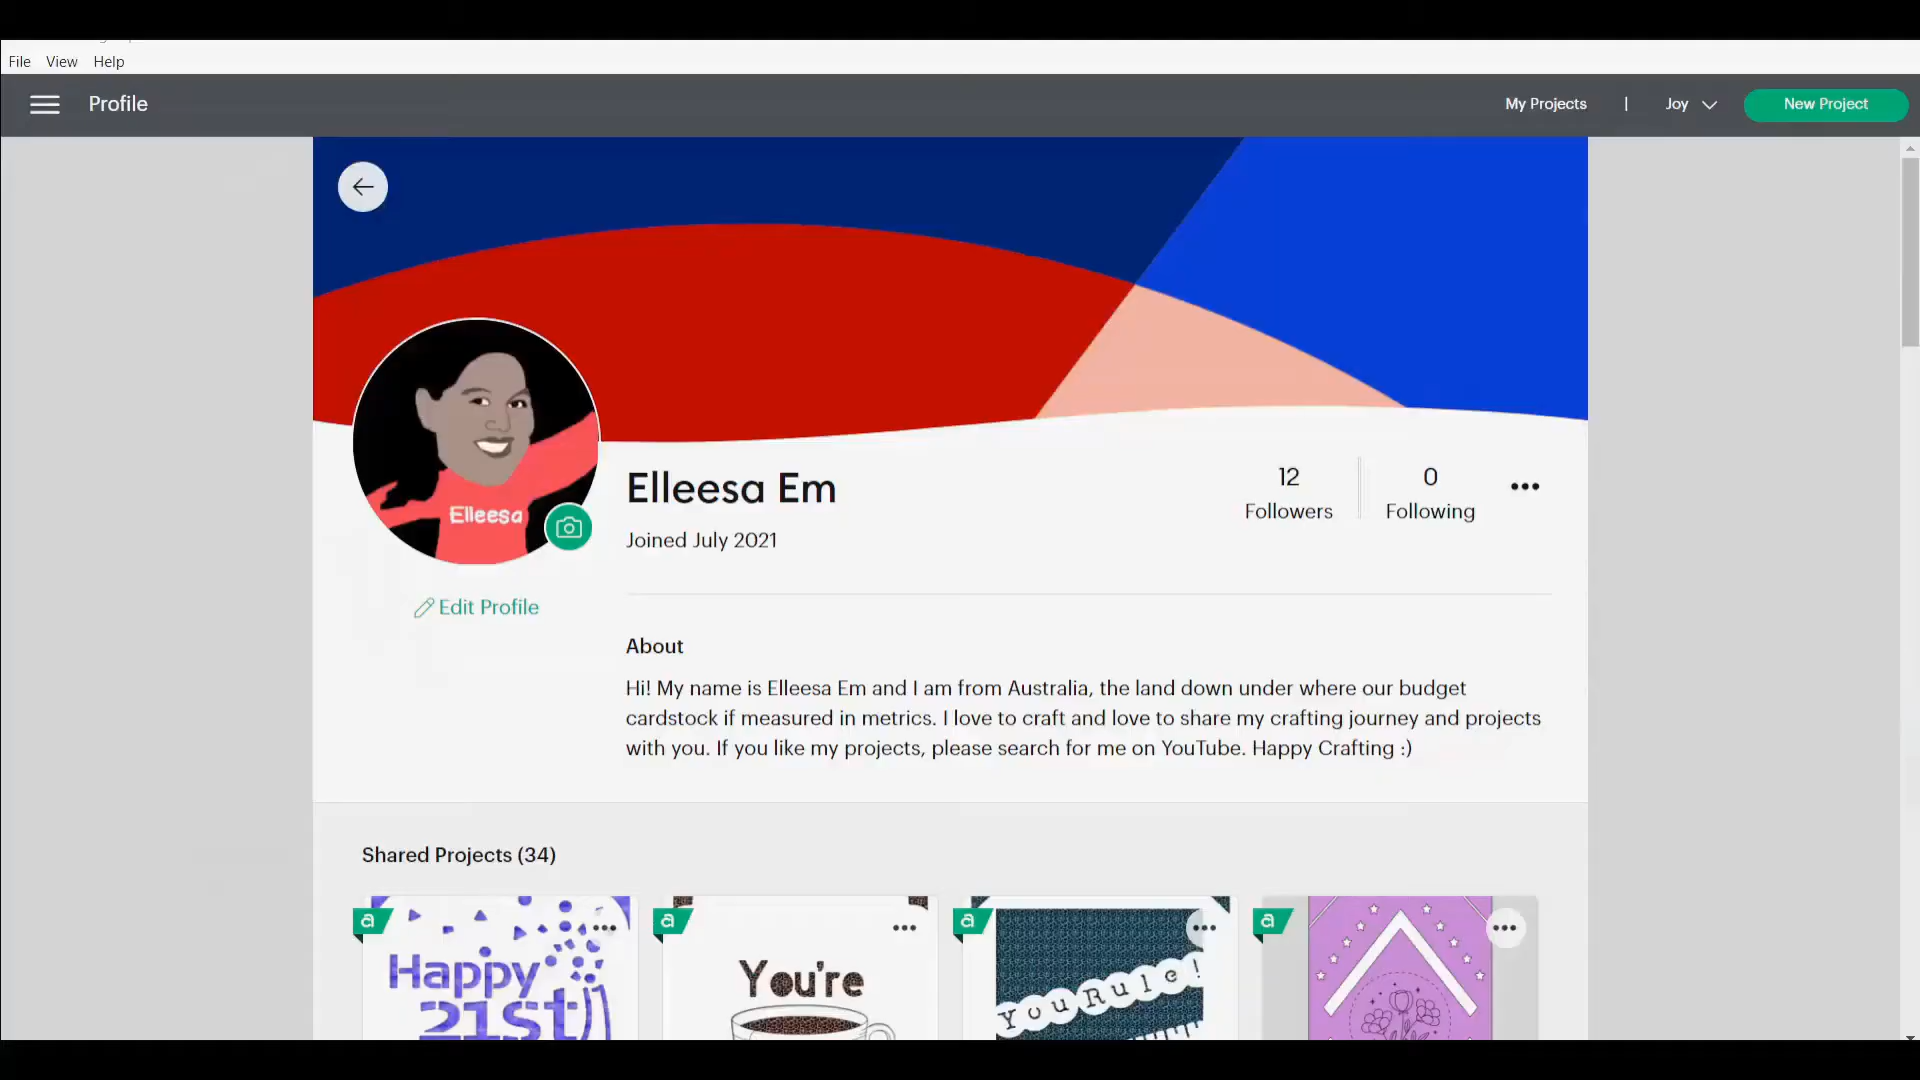 File View Help
Profile
My Projects | Joy
New Project
Elleesa
Elleesa Em
Joined July 2021
12
Followers
0
Following
Edit Profile
About
Hi! My name is Elleesa Em and I am from Australia, the land down under where our budget
cardstock if measured in metrics. I love to craft and love to share my crafting journey and projects
with you. If you like my projects, please search for me on YouTube. Happy Crafting :)
Shared Projects (34)
a
Happy
21st
a
You're
a
You Rule!
a